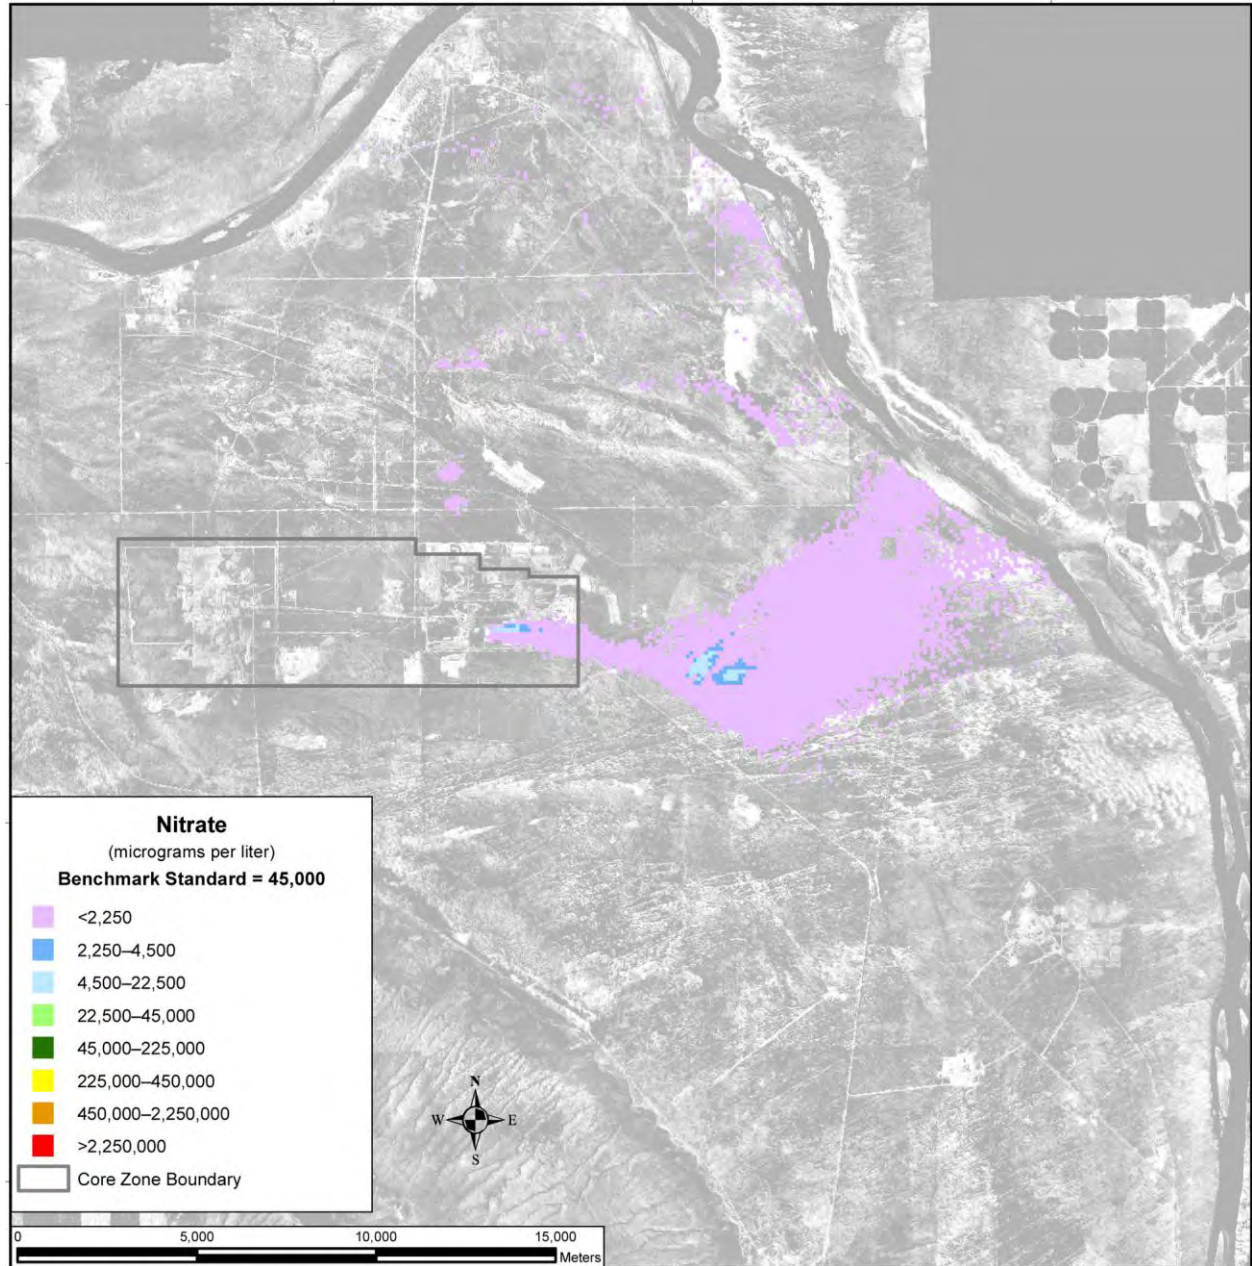 Nitrate
(micrograms per liter)
Benchmark Standard = 45,000
<2,250
2,250–4,500
4,500–22,500
22,500–45,000
45,000–225,000
225,000–450,000
450,000–2,250,000
>2,250,000
Core Zone Boundary
N
W E
S
0 5,000 10,000 15,000
Meters